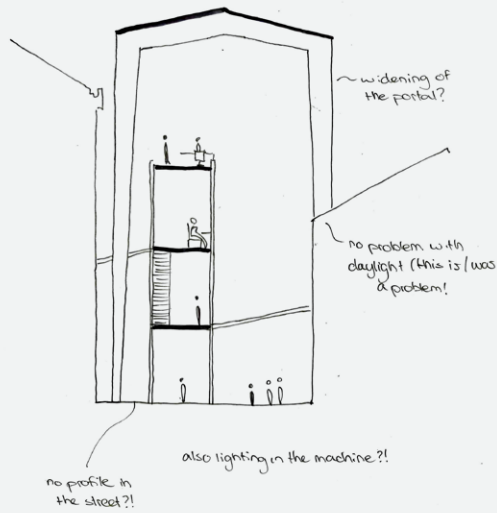 ~ widening of
the portal?
no problem with
daylight (this is/was
a problem!
also lighting in the machine?!
no profile in
the street?!